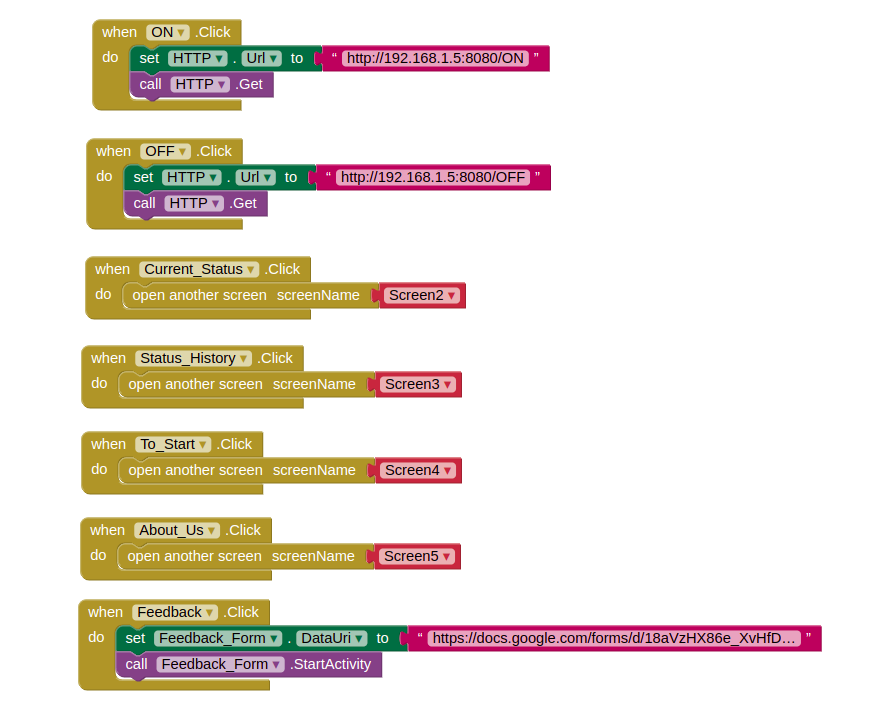 when ON ▾ .Click
do set HTTP ▾ . Url ▾ to “ http://192.168.1.5:8080/ON ”
call HTTP ▾ .Get
when OFF ▾ .Click
do set HTTP ▾ . Url ▾ to “ http://192.168.1.5:8080/OFF ”
call HTTP ▾ .Get
when Current_Status ▾ .Click
do open another screen screenName Screen2 ▾
when Status_History ▾ .Click
do open another screen screenName Screen3 ▾
when To_Start ▾ .Click
do open another screen screenName Screen4 ▾
when About_Us ▾ .Click
do open another screen screenName Screen5 ▾
when Feedback ▾ .Click
do set Feedback_Form ▾ . DataUri ▾ to “ https://docs.google.com/forms/d/18aVzHX86e_XvHfD… ”
call Feedback_Form ▾ .StartActivity